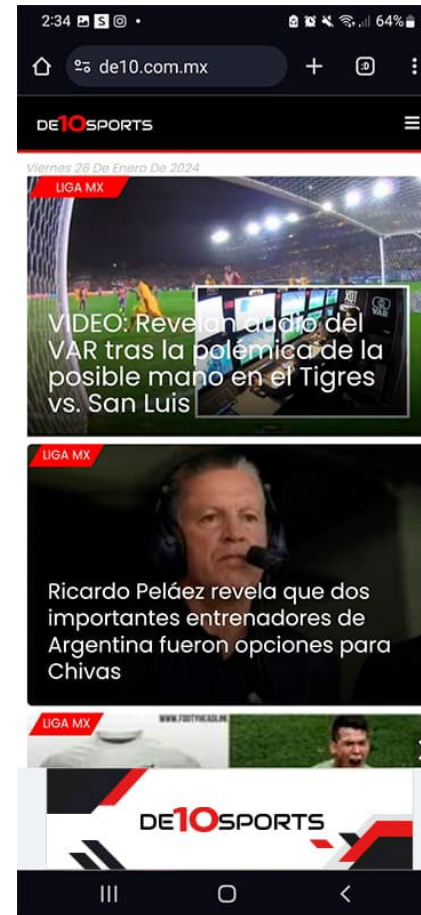 2:34
64%
de10.com.mx
:D
DE10SPORTS
Viernes 26 De Enero De 2024
LIGA MX
VIDEO: Revelan audio del
VAR tras la polémica de la
posible mano en el Tigres
vs. San Luis
LIGA MX
Ricardo Peláez revela que dos
importantes entrenadores de
Argentina fueron opciones para
Chivas
LIGA MX
DE10SPORTS